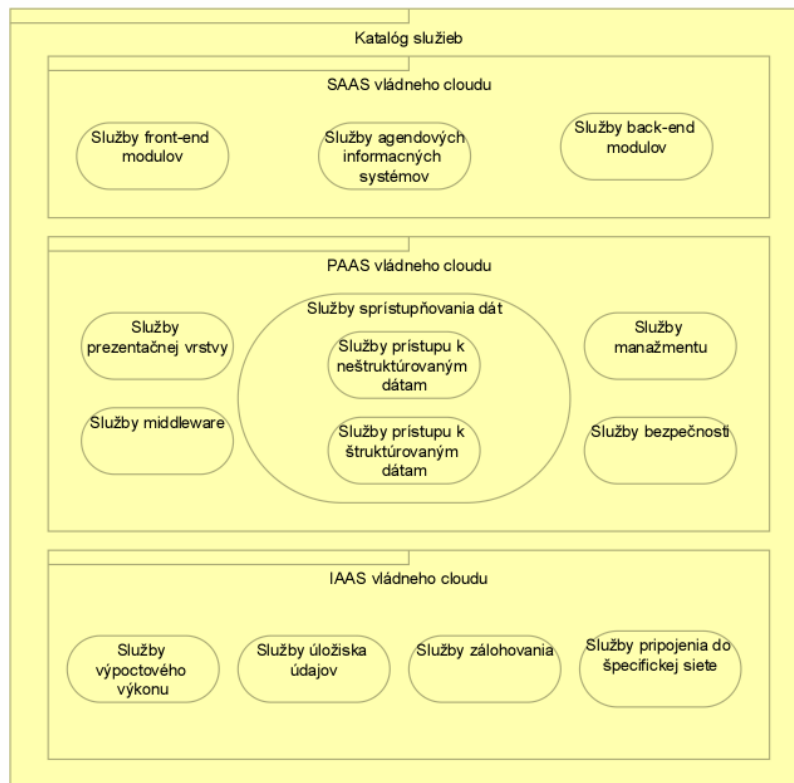 Katalóg služieb
SAAS vládneho cloudu
Služby front-end
modulov
Služby agendových
informacných
systémov
Služby back-end
modulov
PAAS vládneho cloudu
Služby
prezentačnej vrstvy
Služby middleware
Služby sprístupňovania dát
Služby prístupu k
neštruktúrovaným
dátam
Služby prístupu k
štruktúrovaným
dátam
Služby
manažmentu
Služby bezpečnosti
IAAS vládneho cloudu
Služby
výpoctového
výkonu
Služby úložiska
údajov
Služby zálohovania
Služby pripojenia do
špecifickej siete